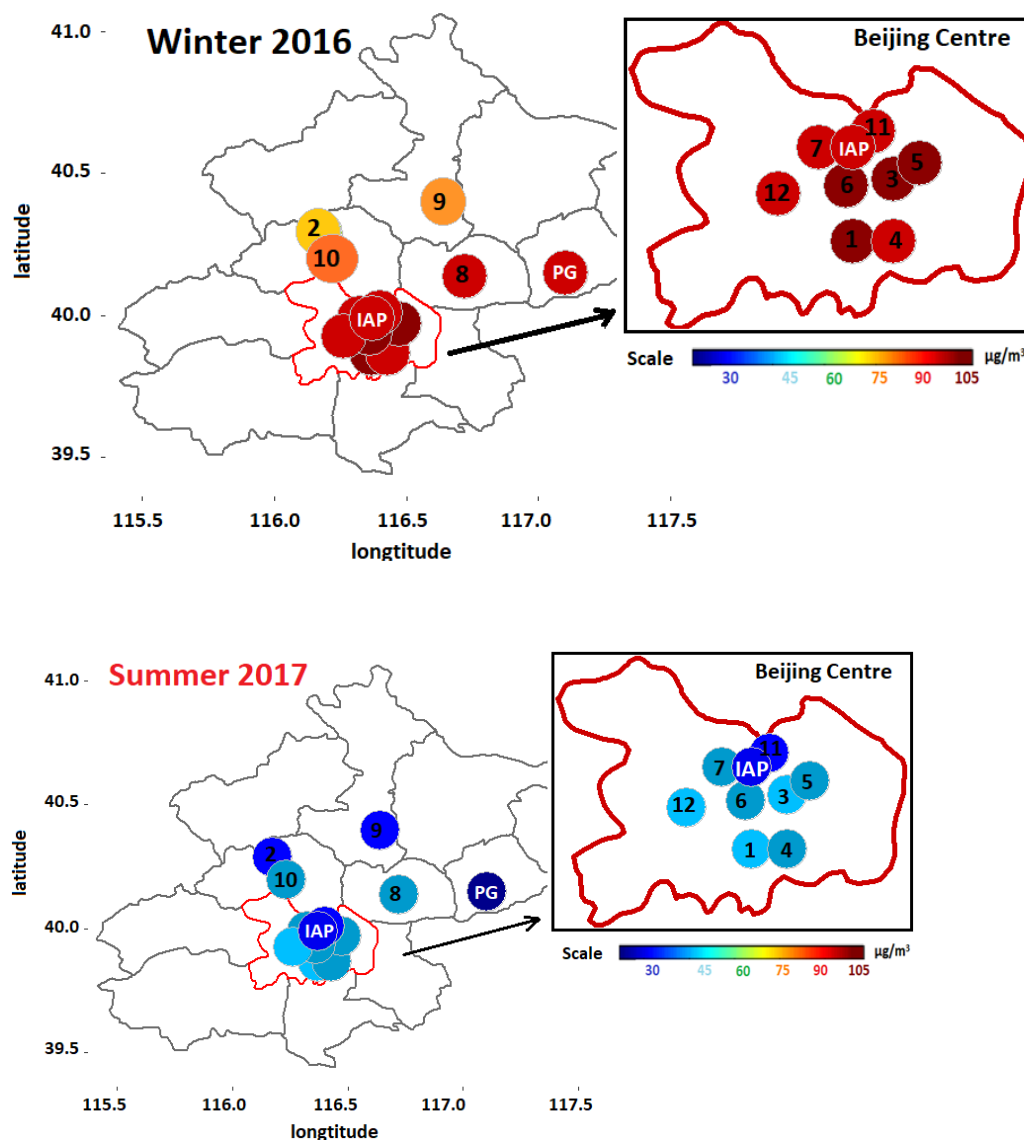 Winter 2016
Beijing Centre
41.0
40.5
40.0
39.5
latitude
2
10
9
8
PG
IAP
11
7
IAP
5
3
6
12
1
4
Scale
µg/m³
30 45 60 75 90 105
115.5 116.0 116.5 117.0 117.5
longtitude
Summer 2017
Beijing Centre
41.0
40.5
40.0
39.5
latitude
9
2
10
8
PG
IAP
11
7
IAP
5
3
6
12
1
4
Scale
µg/m³
30 45 60 75 90 105
115.5 116.0 116.5 117.0 117.5
longtitude